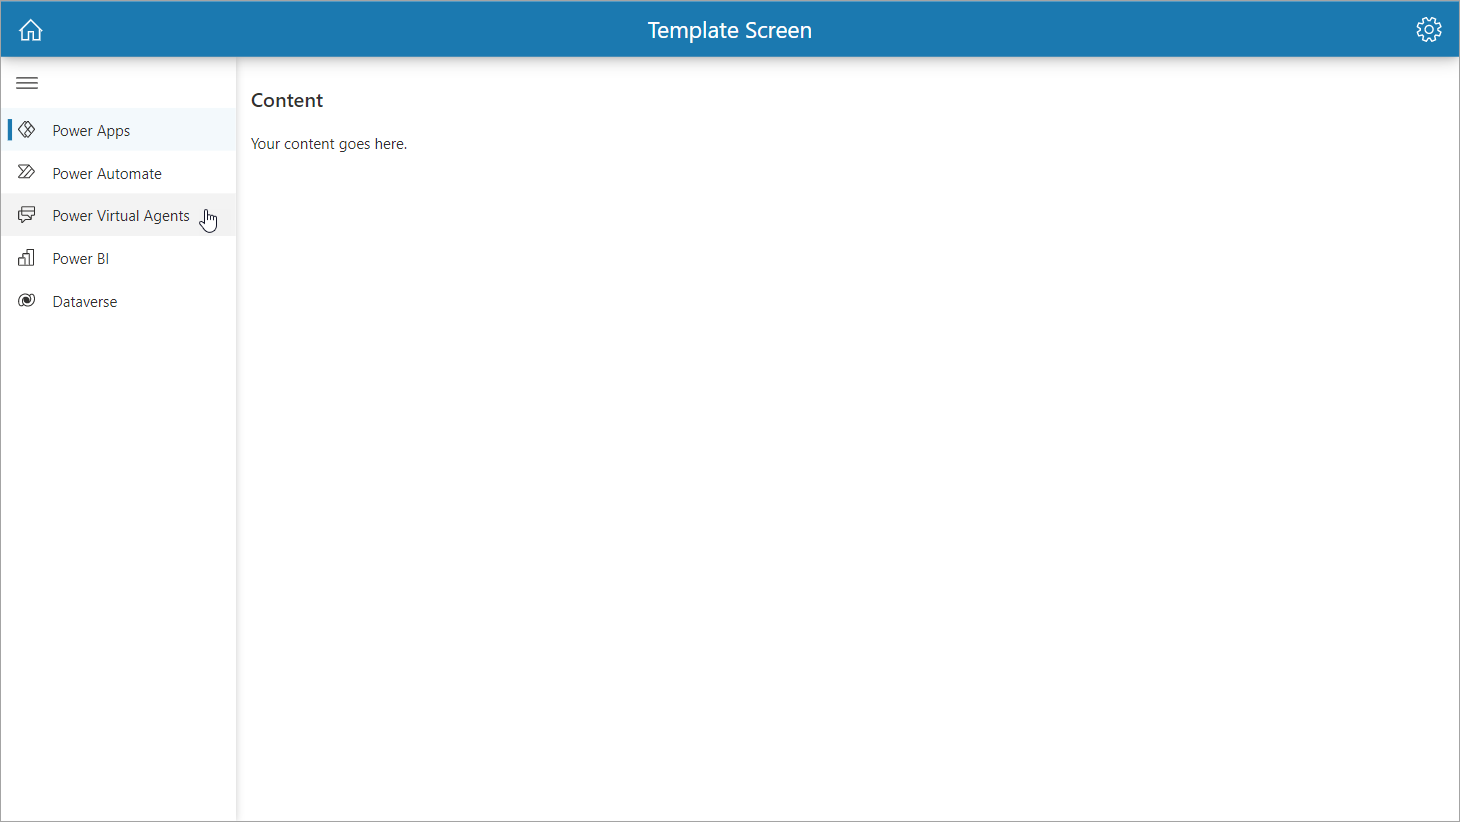 Template Screen
Power Apps
Power Automate
Power Virtual Agents
Power BI
Dataverse
Content
Your content goes here.